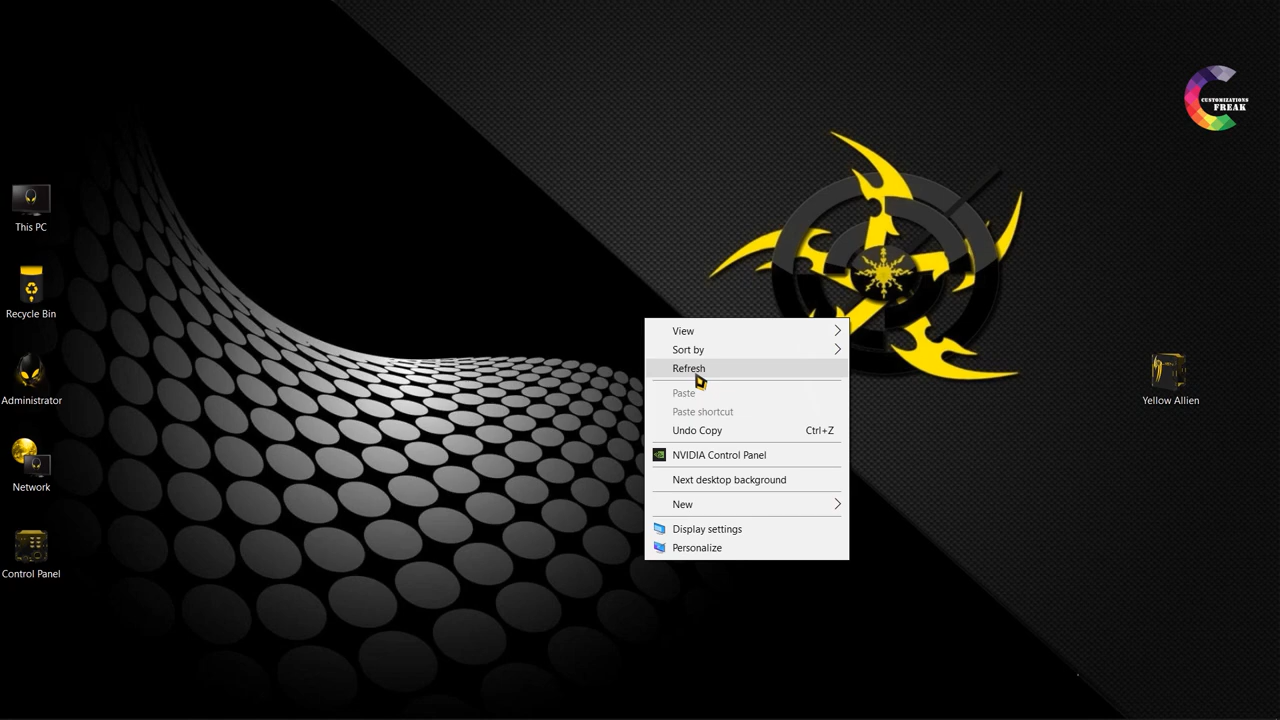 CUSTOMIZATIONS
FREAK
This PC
Recycle Bin
Administrator
Network
Control Panel
View
Sort by
Refresh
Paste
Paste shortcut
Undo Copy Ctrl+Z
NVIDIA Control Panel
Next desktop background
New
Display settings
Personalize
Yellow Allien